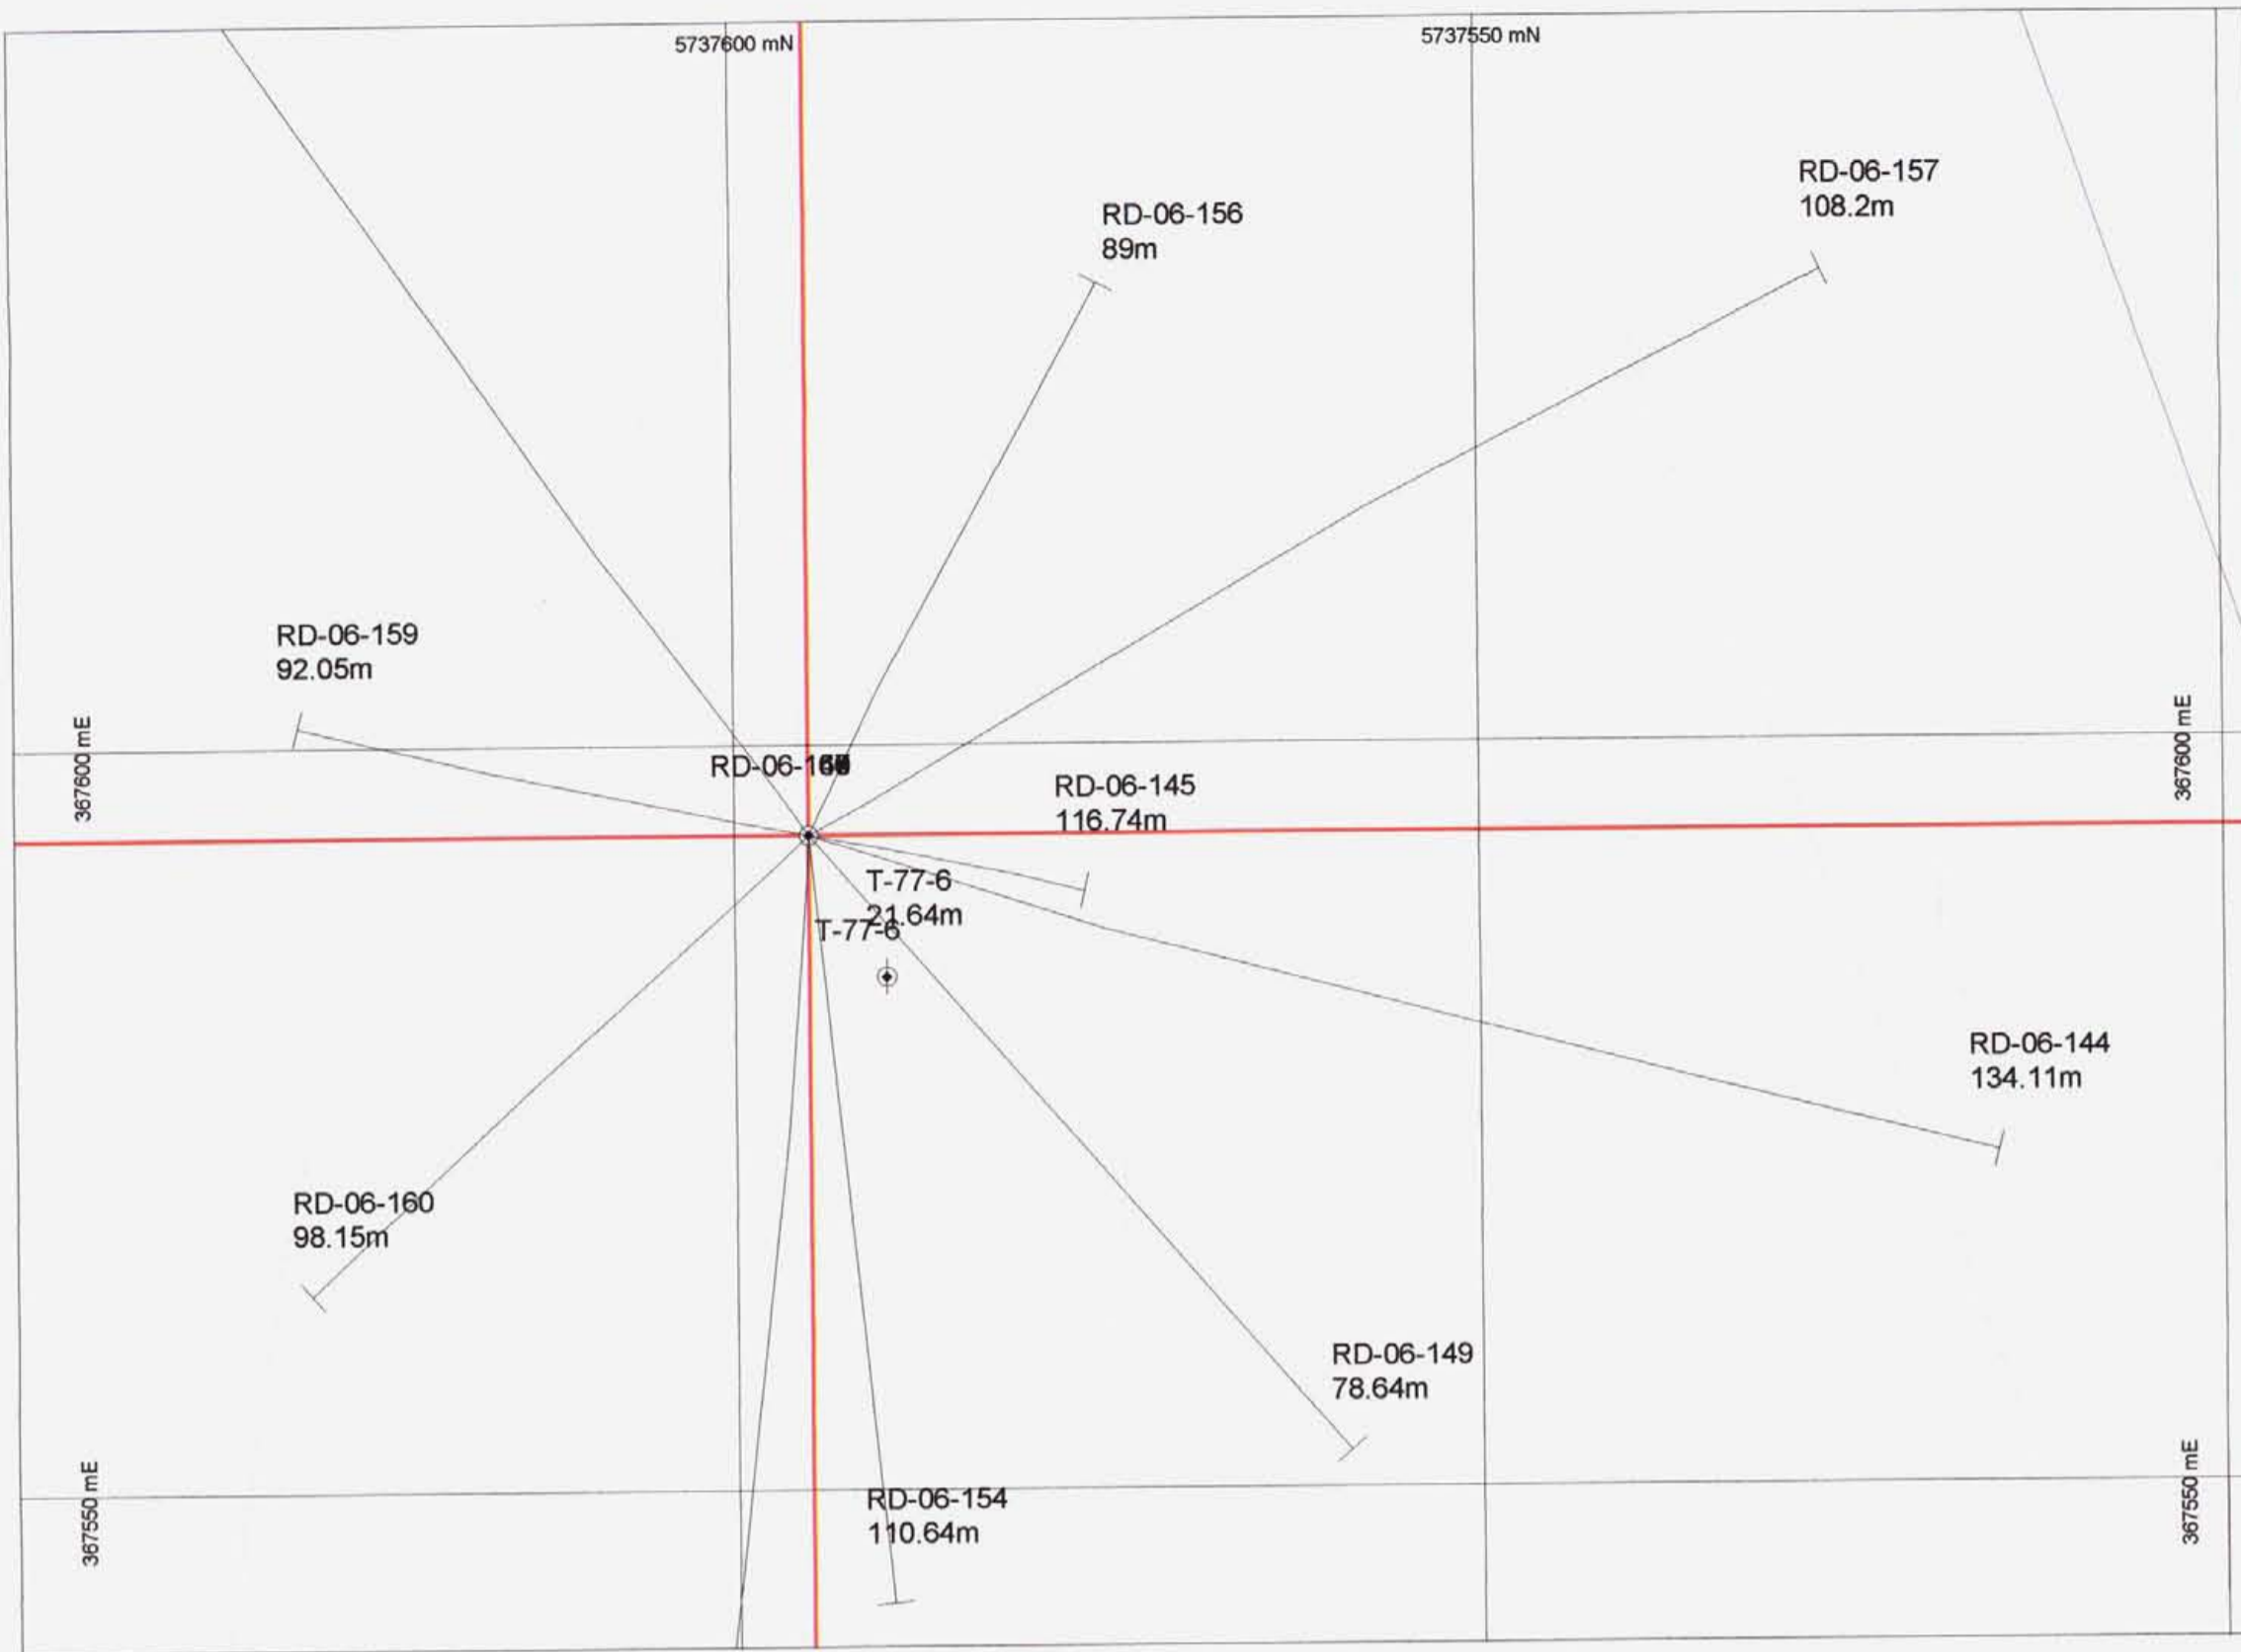 5737600 mN
5737550 mN
RD-06-157
108.2m
RD-06-156
89m
RD-06-159
92.05m
367600 mE
367600 mE
RD-06-145
116.74m
T-77-6
21.64m
T-77-6
RD-06-144
134.11m
RD-06-160
98.15m
RD-06-149
78.64m
367550 mE
367550 mE
RD-06-154
110.64m